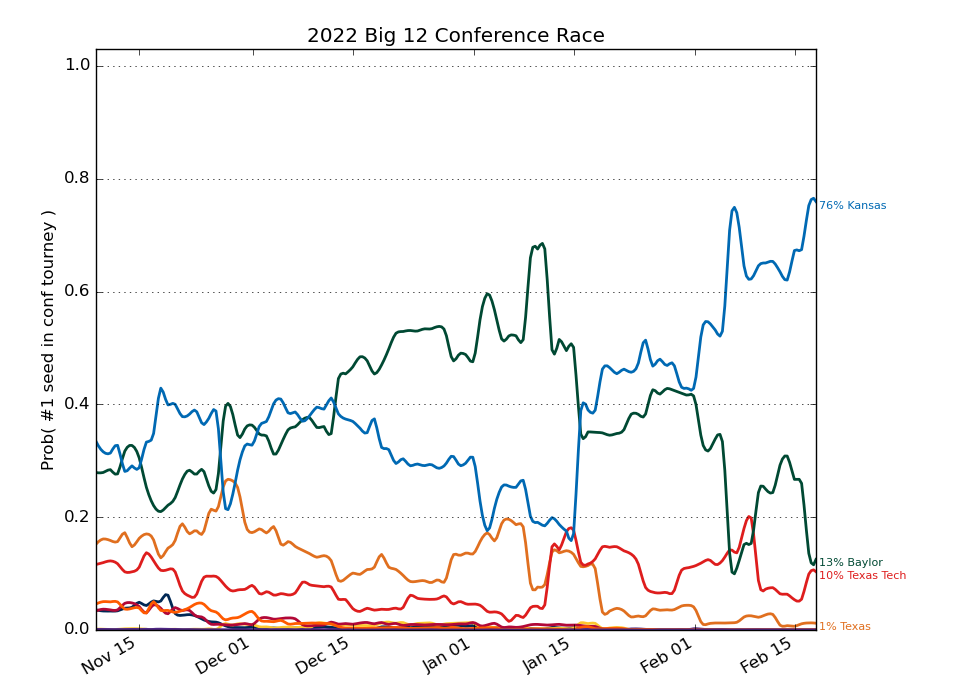 2022 Big 12 Conference Race
Prob( #1 seed in conf tourney )
1.0
0.8
0.6
0.4
0.2
0.0
76% Kansas
13% Baylor
10% Texas Tech
1% Texas
Nov 15
Dec 01
Dec 15
Jan 01
Jan 15
Feb 01
Feb 15